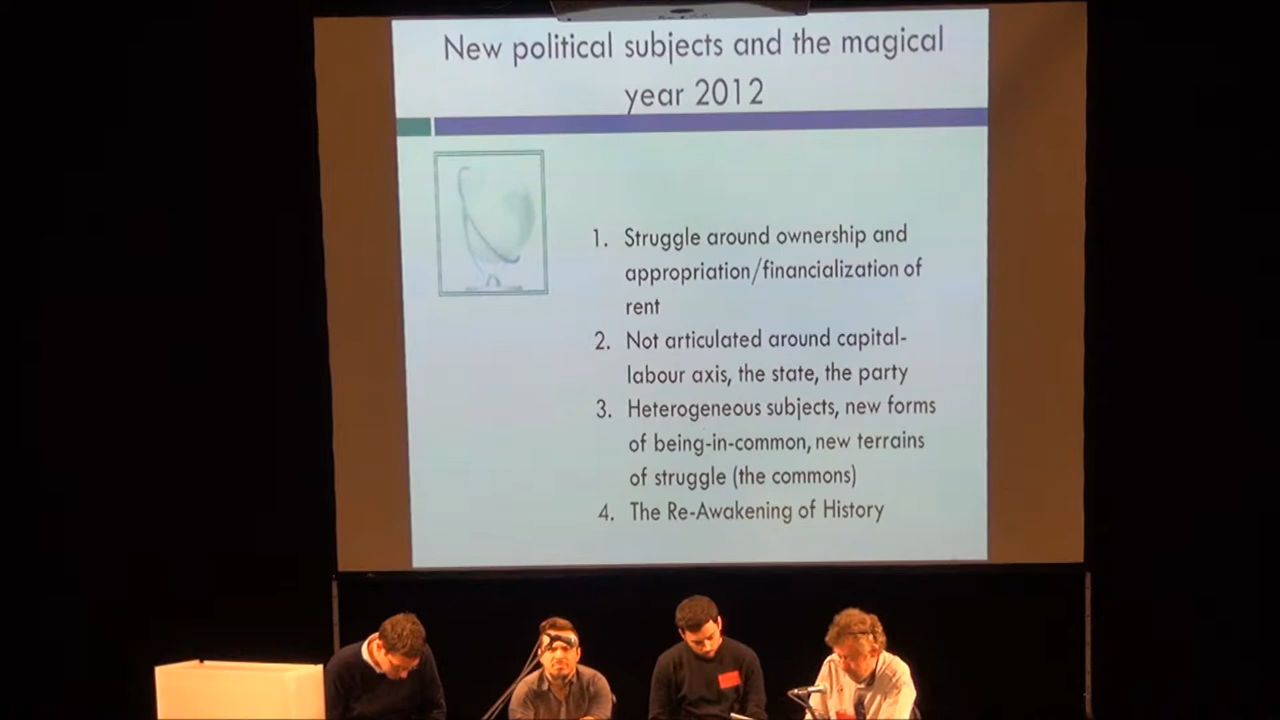 New political subjects and the magical
year 2012
1. Struggle around ownership and
appropriation/financialization of
rent
2. Not articulated around capital-
labour axis, the state, the party
3. Heterogeneous subjects, new forms
of being-in-common, new terrains
of struggle (the commons)
4. The Re-Awakening of History